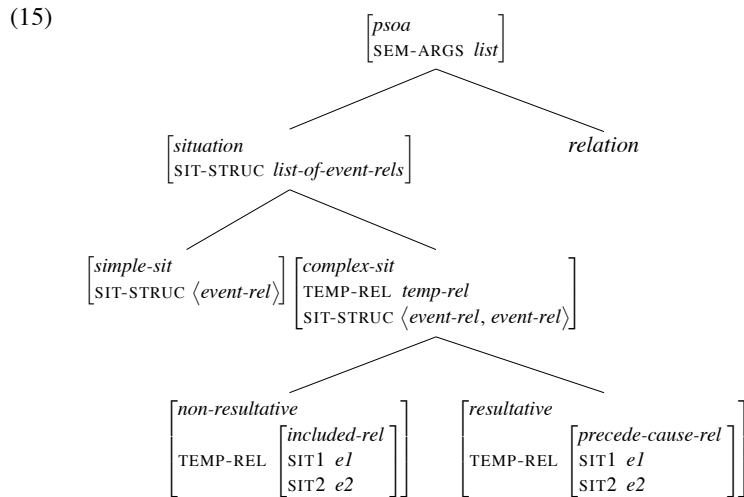 (15)
psoa
SEM-ARGS list
situation
SIT-STRUC list-of-event-rels
relation
simple-sit
SIT-STRUC ⟨event-rel⟩
complex-sit
TEMP-REL temp-rel
SIT-STRUC ⟨event-rel, event-rel⟩
non-resultative
TEMP-REL
included-rel
SIT1 e1
SIT2 e2
resultative
TEMP-REL
precede-cause-rel
SIT1 e1
SIT2 e2